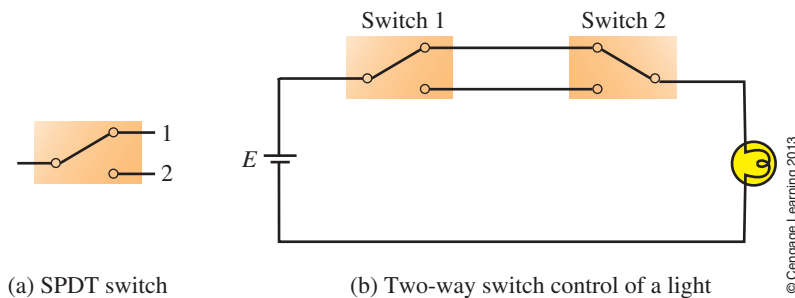 Switch 1
Switch 2
1
2
E
(a) SPDT switch
(b) Two-way switch control of a light
© Cengage Learning 2013